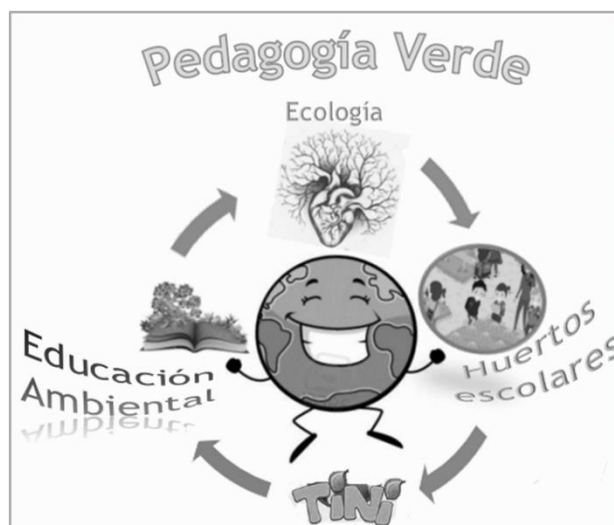 Pedagogía Verde
Ecología
Huertos
escolares
Educación
Ambiental
TiNi